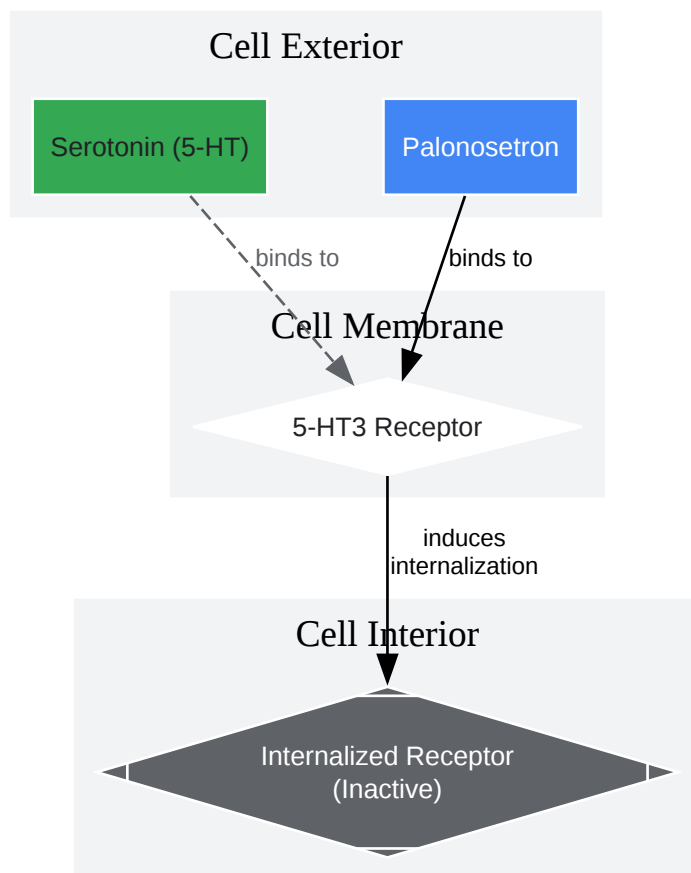 Cell Exterior
Serotonin (5-HT)
Palonosetron
binds to
binds to
Cell Membrane
5-HT3 Receptor
induces
internalization
Cell Interior
Internalized Receptor
(Inactive)